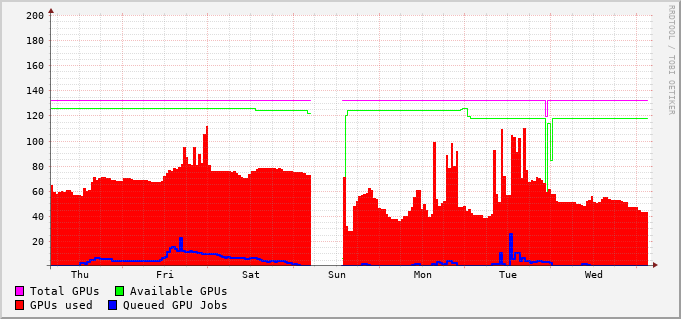 200
180
160
140
120
100
80
60
40
20
Thu Fri Sat Sun Mon Tue Wed
Total GPUs Available GPUs
GPUs used Queued GPU Jobs
RRDTOOL / TOBI OETIKER